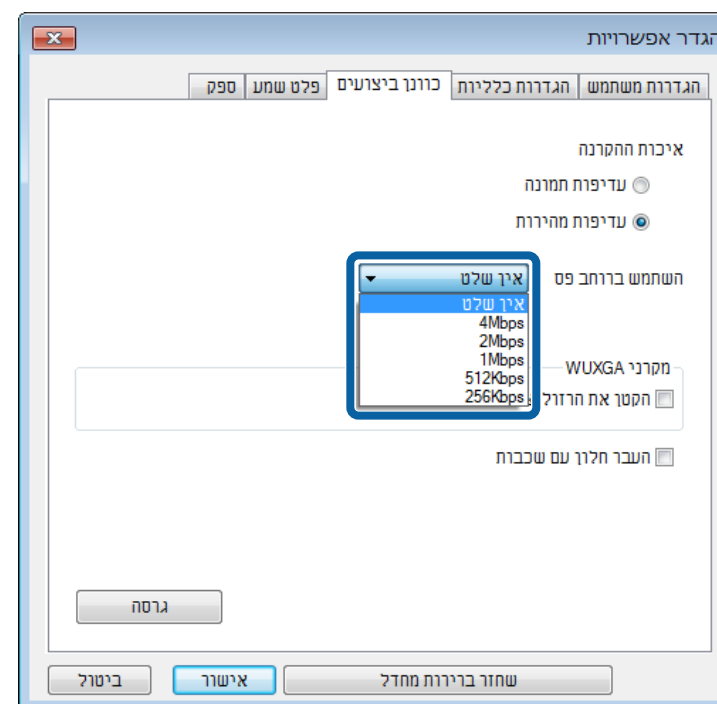 הגדר אפשרויות
הגדרות משתמש הגדרות כלליות כוונן ביצועים פלט שמע ספק
איכות ההקרנה
עדיפות תמונה
עדיפות מהירות
השתמש ברוחב פס אין שלט
אין שלט
4Mbps
2Mbps
1Mbps
512Kbps
256Kbps
מקרני WUXGA
הקטן את הרזול
העבר חלון עם שכבות
גרסה
שחזר ברירות מחדל אישור ביטול